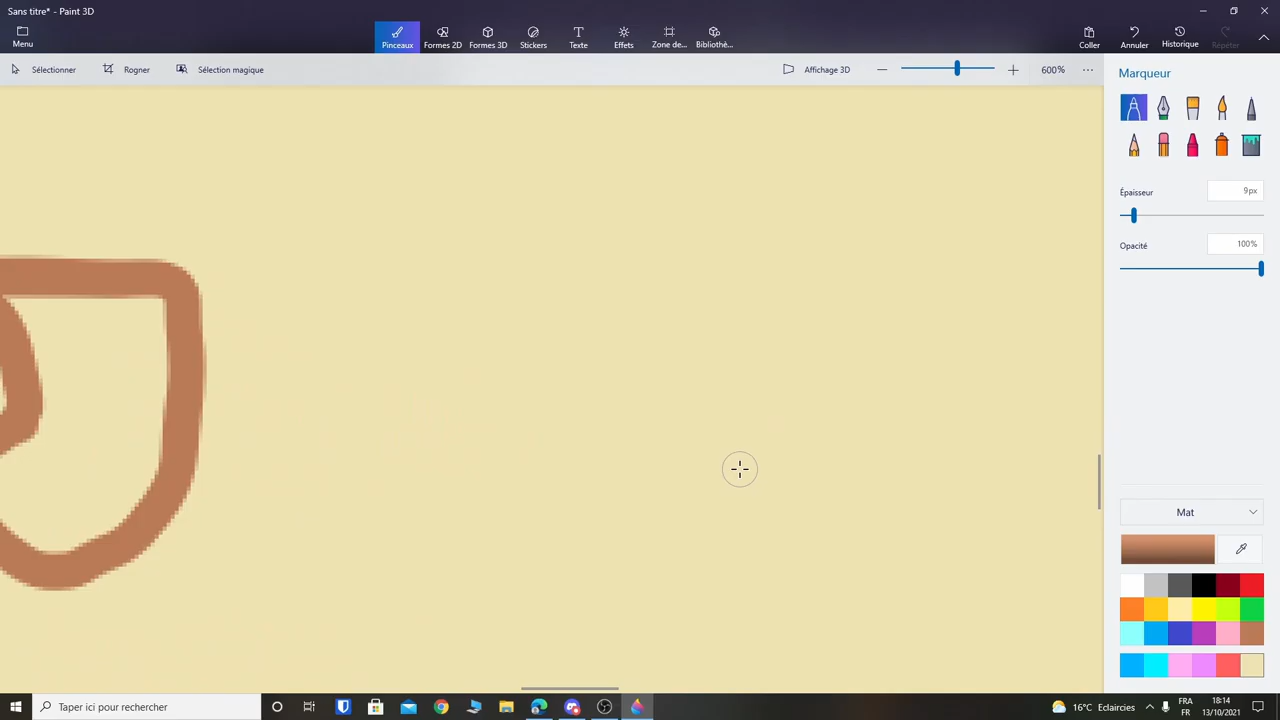 Sans titre* - Paint 3D
Menu
Pinceaux
Formes 2D
Formes 3D
Stickers
Texte
Effets
Zone de...
Bibliothè...
Coller
Annuler
Historique
Répéter
Sélectionner
Rogner
Sélection magique
Affichage 3D
600%
Marqueur
Épaisseur
9px
Opacité
100%
Mat
Taper ici pour rechercher
16°C Eclaircies
FRA
FR
18:14
13/10/2021